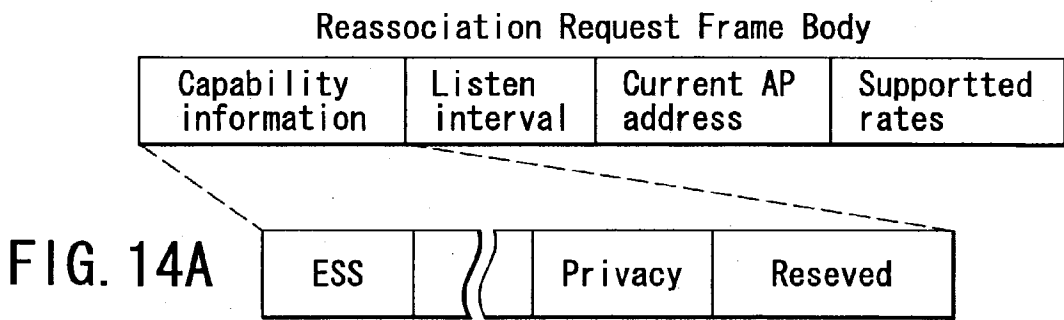 Reassociation Request Frame Body
Capability information
Listen interval
Current AP address
Supportted rates
FIG. 14A
ESS
Privacy
Reseved